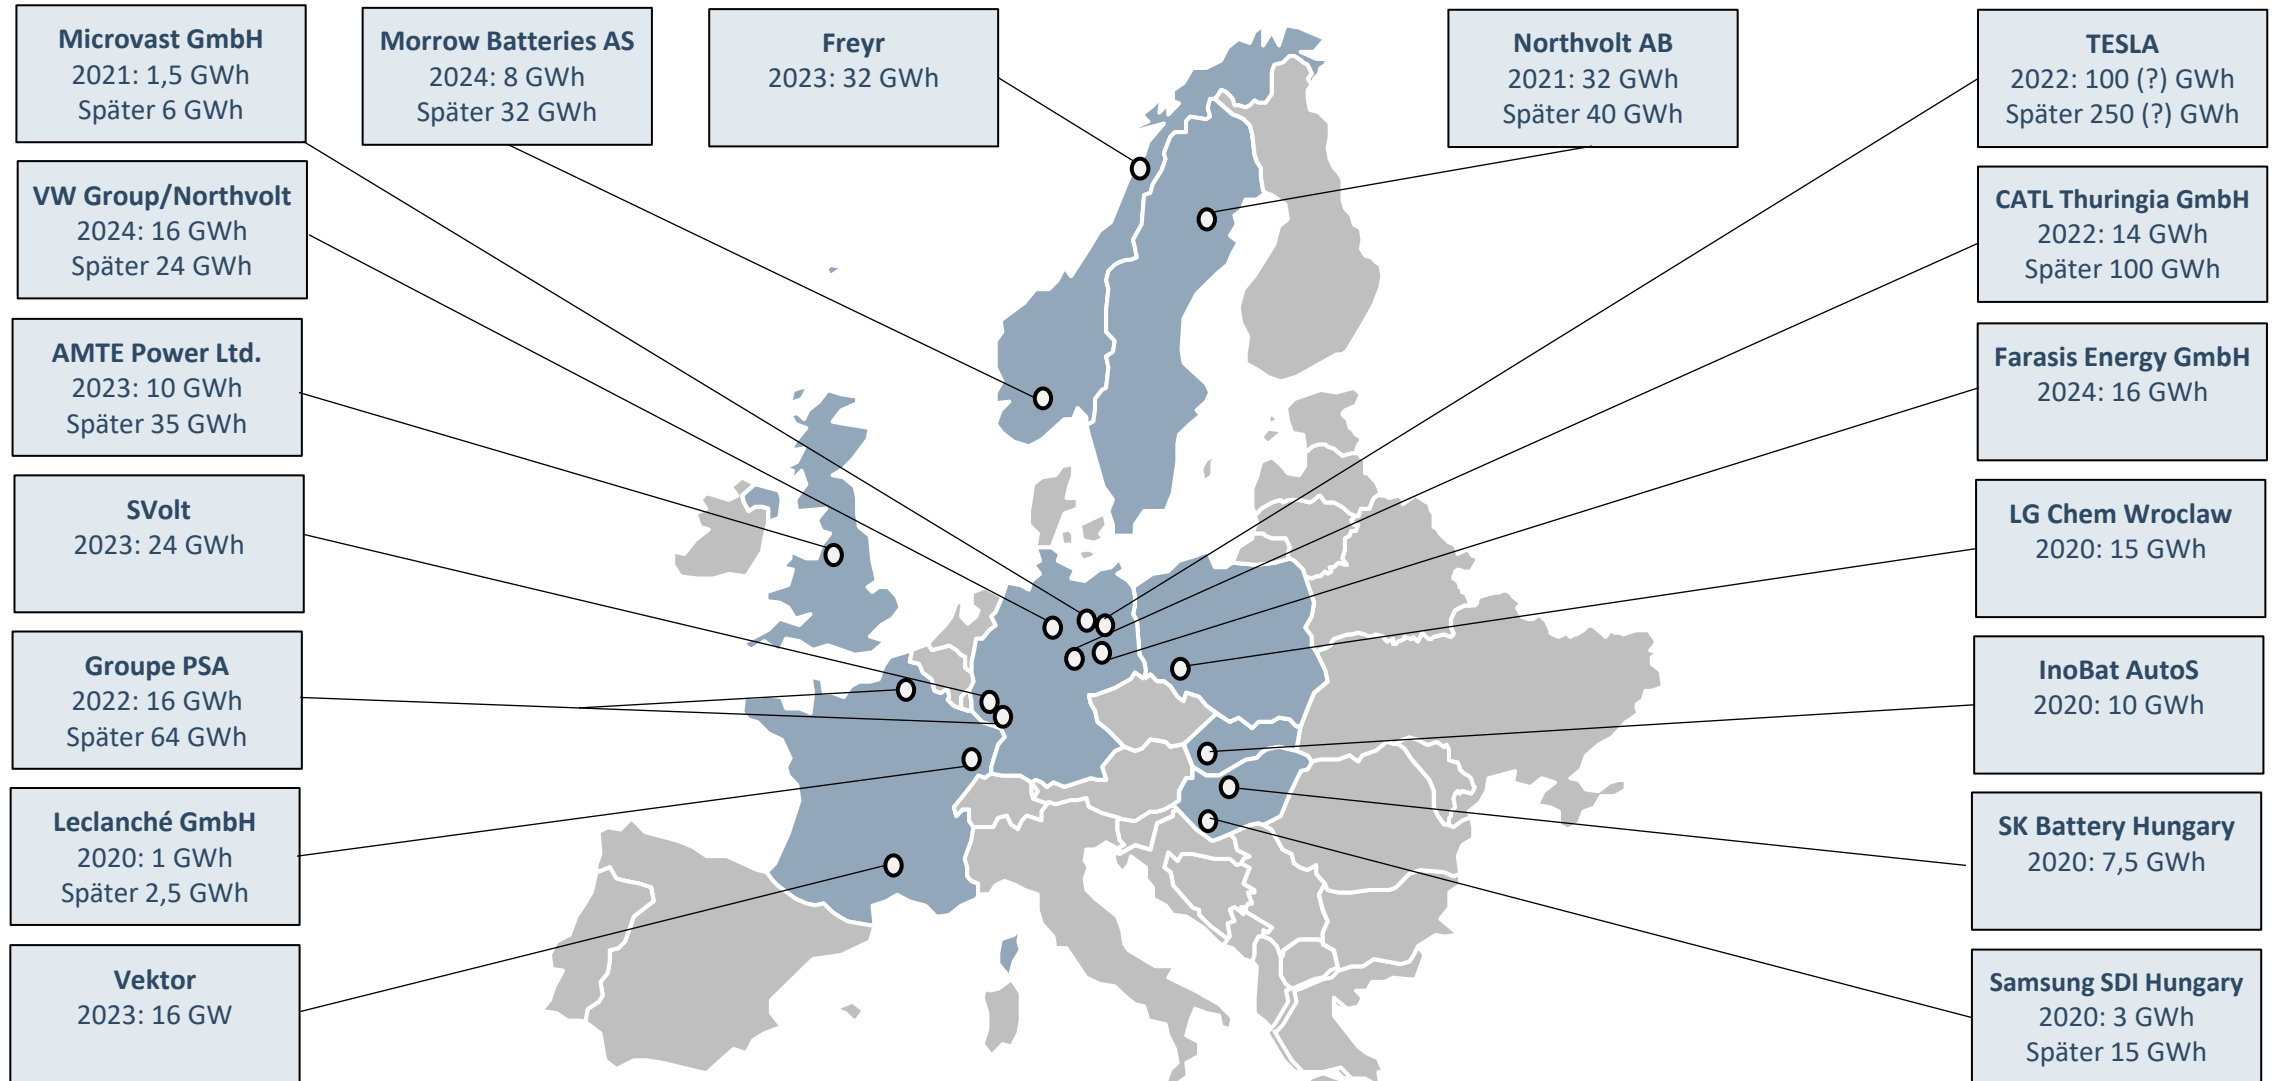 Microvast GmbH
2021: 1,5 GWh
Später 6 GWh
Morrow Batteries AS
2024: 8 GWh
Später 32 GWh
Freyr
2023: 32 GWh
Northvolt AB
2021: 32 GWh
Später 40 GWh
TESLA
2022: 100 (?) GWh
Später 250 (?) GWh
VW Group/Northvolt
2024: 16 GWh
Später 24 GWh
CATL Thuringia GmbH
2022: 14 GWh
Später 100 GWh
AMTE Power Ltd.
2023: 10 GWh
Später 35 GWh
Farasis Energy GmbH
2024: 16 GWh
SVolt
2023: 24 GWh
LG Chem Wroclaw
2020: 15 GWh
Groupe PSA
2022: 16 GWh
Später 64 GWh
InoBat AutoS
2020: 10 GWh
Leclanché GmbH
2020: 1 GWh
Später 2,5 GWh
SK Battery Hungary
2020: 7,5 GWh
Vektor
2023: 16 GW
Samsung SDI Hungary
2020: 3 GWh
Später 15 GWh